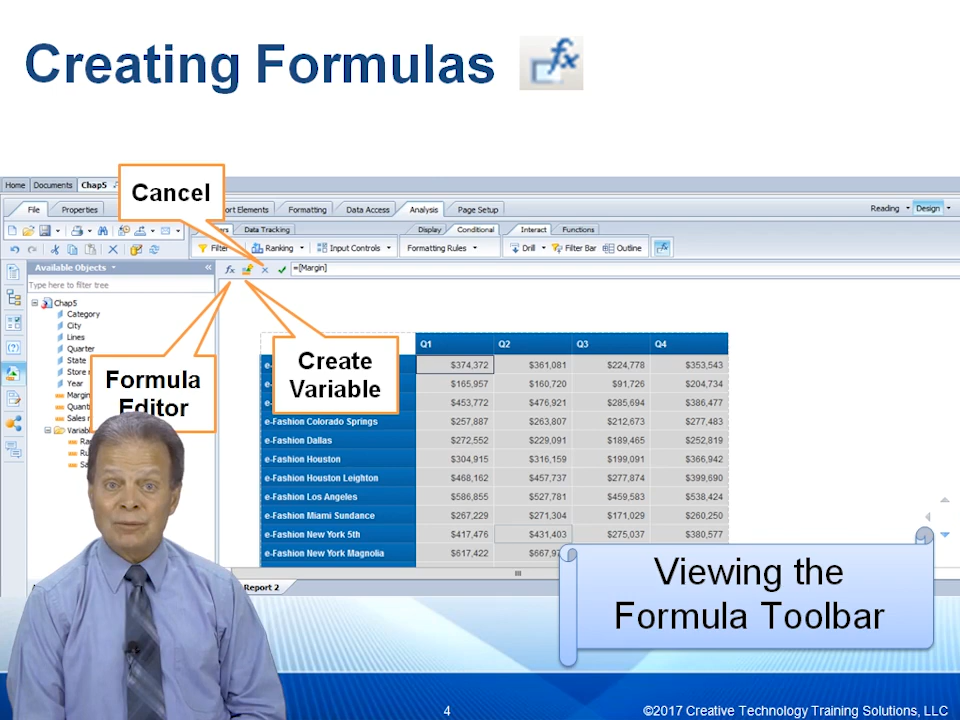 Creating Formulas
Cancel
Home Documents Chap5
File Properties Report Elements Formatting Data Access Analysis Page Setup
Reading Design
Data Tracking Display Conditional Interact Functions
Filter Ranking Input Controls Formatting Rules Drill Filter Bar Outline
Available Objects
=[Margin]
Type here to filter tree
Chap5
Category
City
Lines
Quarter
State
Store
Year
Margin
Formula
Editor
Create
Variable
Q1 Q2 Q3 Q4
$374,372 $361,081 $224,778 $353,543
$165,957 $160,720 $91,726 $204,734
$453,772 $476,921 $285,694 $386,477
e-Fashion Colorado Springs $257,887 $263,807 $212,673 $277,483
e-Fashion Dallas $272,552 $229,091 $189,465 $252,819
e-Fashion Houston $304,915 $316,159 $199,091 $366,942
e-Fashion Houston Leighton $468,162 $457,737 $277,874 $399,690
e-Fashion Los Angeles $586,855 $527,781 $459,583 $538,424
e-Fashion Miami Sundance $267,229 $271,304 $171,029 $260,250
e-Fashion New York 5th $417,476 $431,403 $275,037 $380,577
e-Fashion New York Magnolia $617,422
Report 2
Viewing the
Formula Toolbar
4
©2017 Creative Technology Training Solutions, LLC